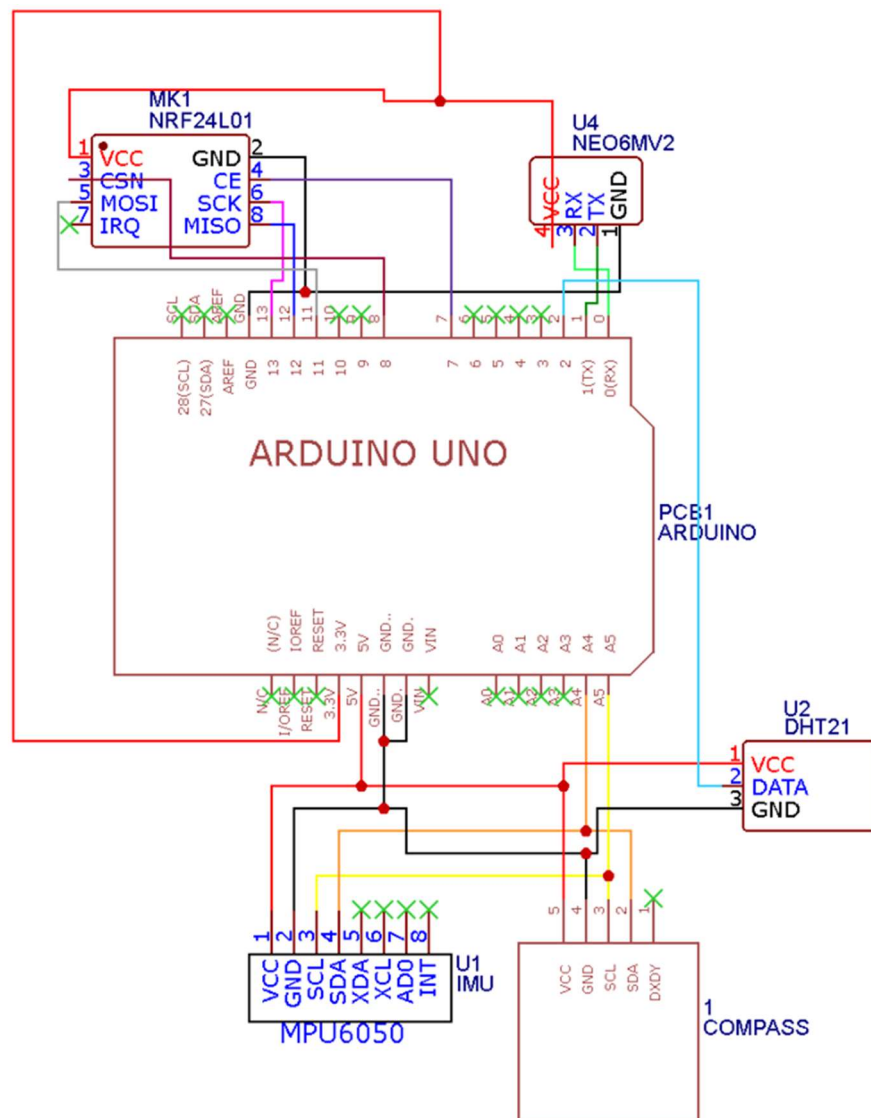 MK1
NRF24L01
1 VCC GND 2
3 CSN CE 4
5 MOSI SCK 6
7 IRQ MISO 8
U4
NEO6MV2
4 3 2 1
VCC RX TX GND
SCL SDA AREF GND 13 12 11 10 9 8 7 6 5 4 3 2 1 0
28(SCL) 27(SDA) AREF GND 13 12 11 10 9 8 7 6 5 4 3 2 1(TX) 0(RX)
ARDUINO UNO
PCB1
ARDUINO
(N/C) IOREF RESET 3.3V 5V GND.. GND. VIN A0 A1 A2 A3 A4 A5
N/C I/OREF RESET 3.3V 5V GND.. GND. VIN A0 A1 A2 A3 A4 A5
U2
DHT21
1 VCC
2 DATA
3 GND
1 2 3 4 5 6 7 8
VCC GND SCL SDA XDA XCL AD0 INT
U1
IMU
MPU6050
5 4 3 2 1
VCC GND SCL SDA DXDY
1
COMPASS